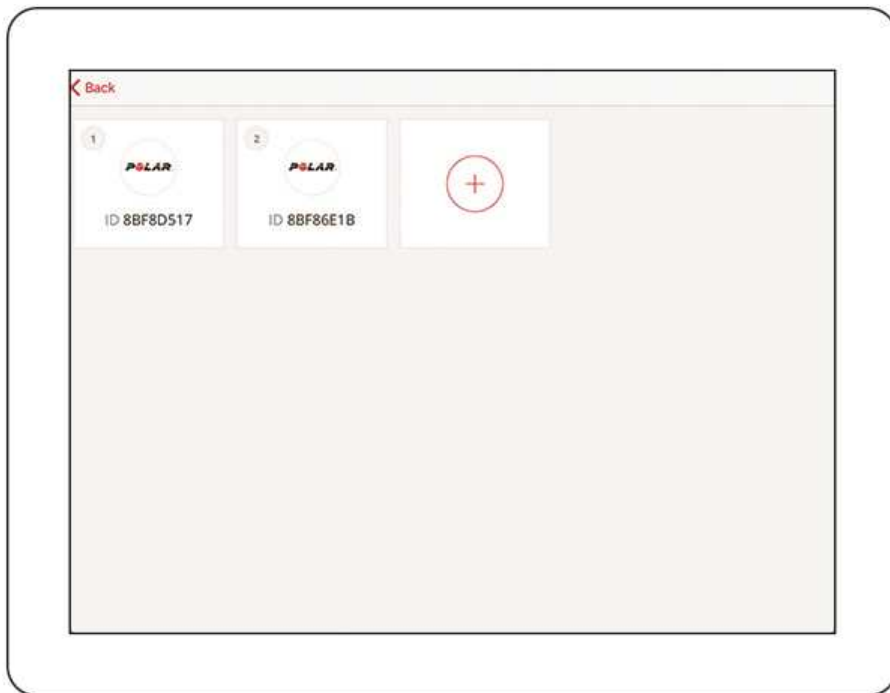 Back
1
POLAR
ID 8BF8D517
2
POLAR
ID 8BF86E1B